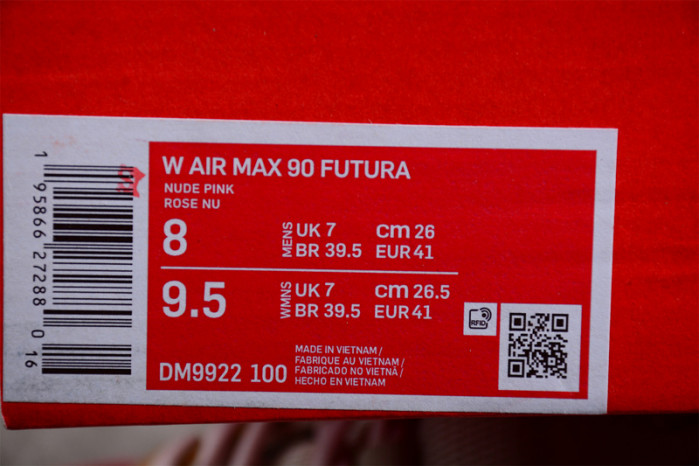 1 95866 27288 0 16
W AIR MAX 90 FUTURA
NUDE PINK
ROSE NU
8
MENS
UK 7 cm 26
BR 39.5 EUR 41
9.5
WMNS
UK 7 cm 26.5
BR 39.5 EUR 41
RFID
DM9922 100
MADE IN VIETNAM /
FABRIQUE AU VIETNAM /
FABRICADO NO VIETNÃ /
HECHO EN VIETNAM